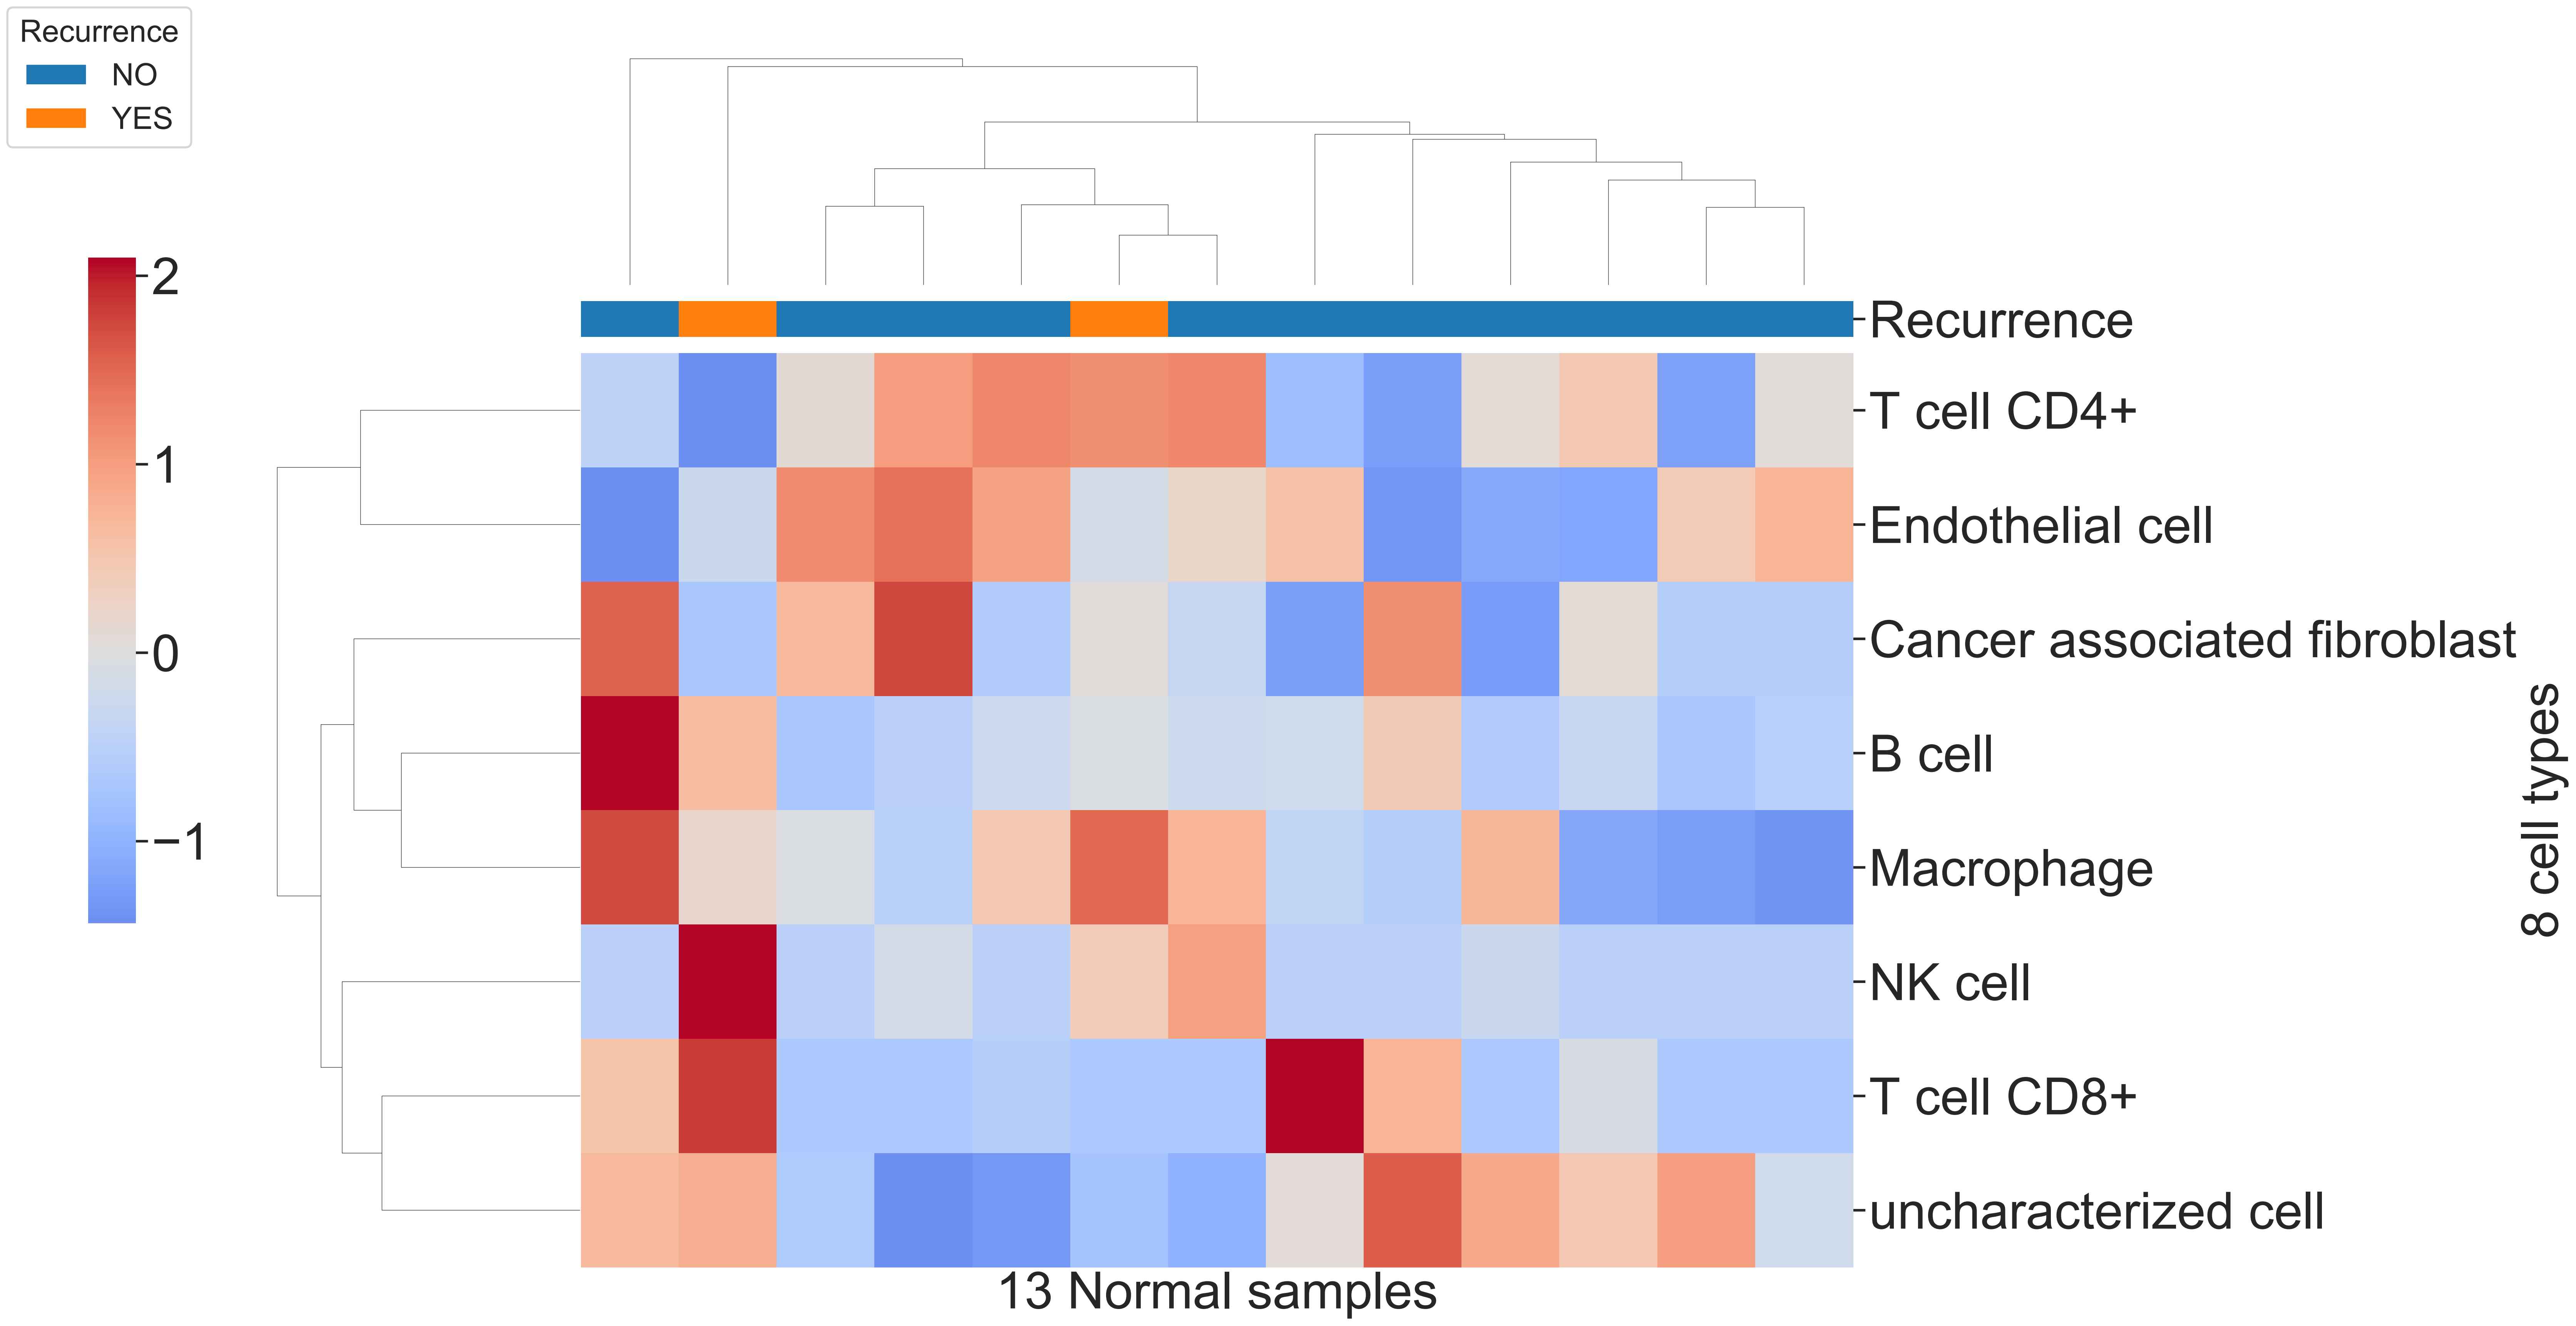 Recurrence
NO
YES
2
1
0
−1
Recurrence
T cell CD4+
Endothelial cell
Cancer associated fibroblast
B cell
Macrophage
NK cell
T cell CD8+
uncharacterized cell
8 cell types
13 Normal samples